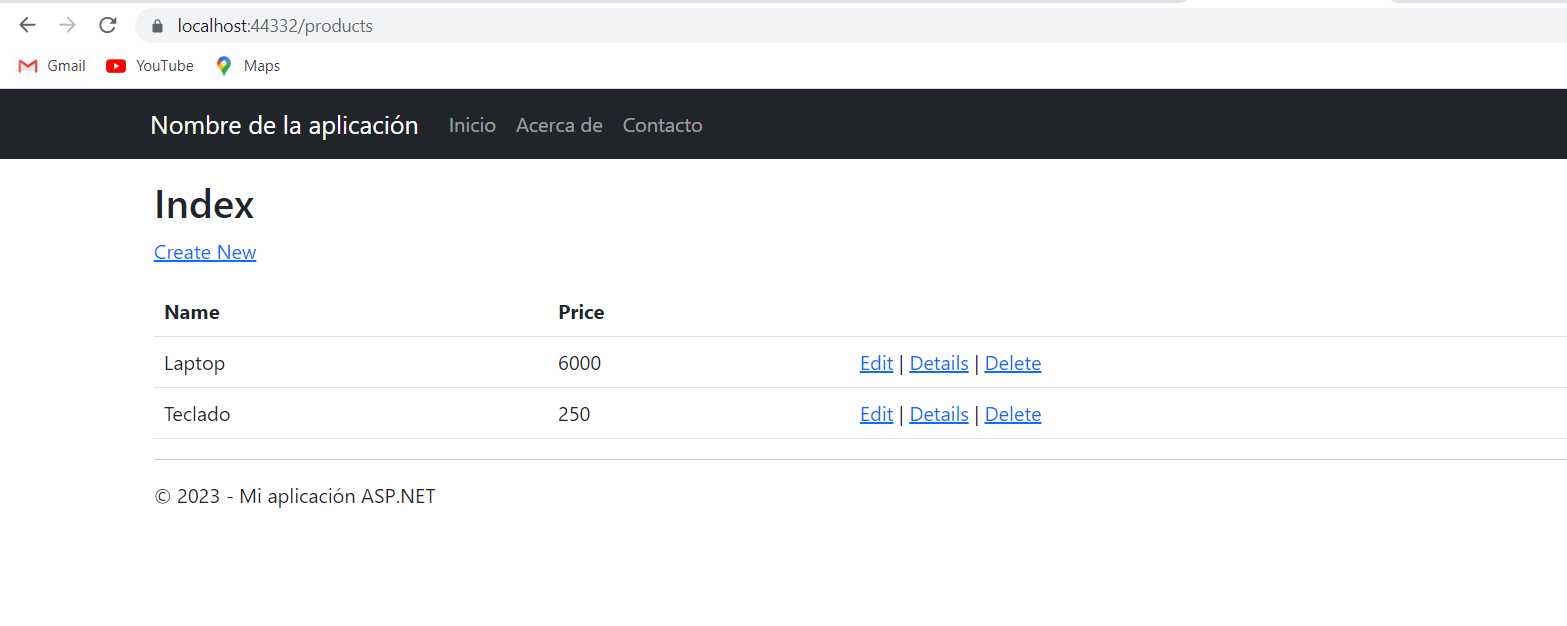 localhost:44332/products
Gmail YouTube Maps
Nombre de la aplicación Inicio Acerca de Contacto
Index
Create New
Name Price
Laptop 6000 Edit | Details | Delete
Teclado 250 Edit | Details | Delete
© 2023 - Mi aplicación ASP.NET